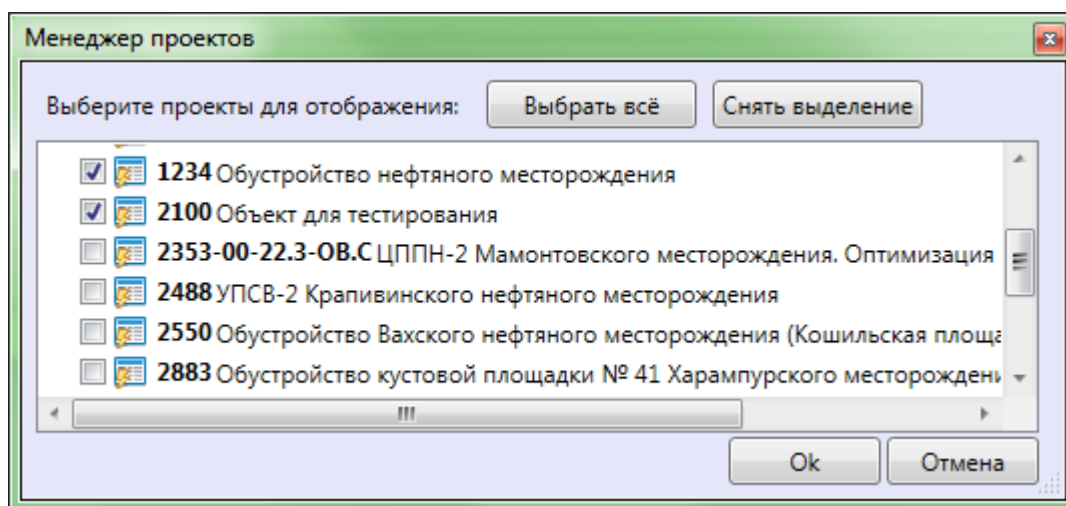 Менеджер проектов
Выберите проекты для отображения: Выбрать всё Снять выделение
1234 Обустройство нефтяного месторождения
2100 Объект для тестирования
2353-00-22.3-ОВ.С ЦППН-2 Мамонтовского месторождения. Оптимизация
2488 УПСВ-2 Крапивинского нефтяного месторождения
2550 Обустройство Вахского нефтяного месторождения (Кошильская площа
2883 Обустройство кустовой площадки № 41 Харампурского месторождени
Ok Отмена